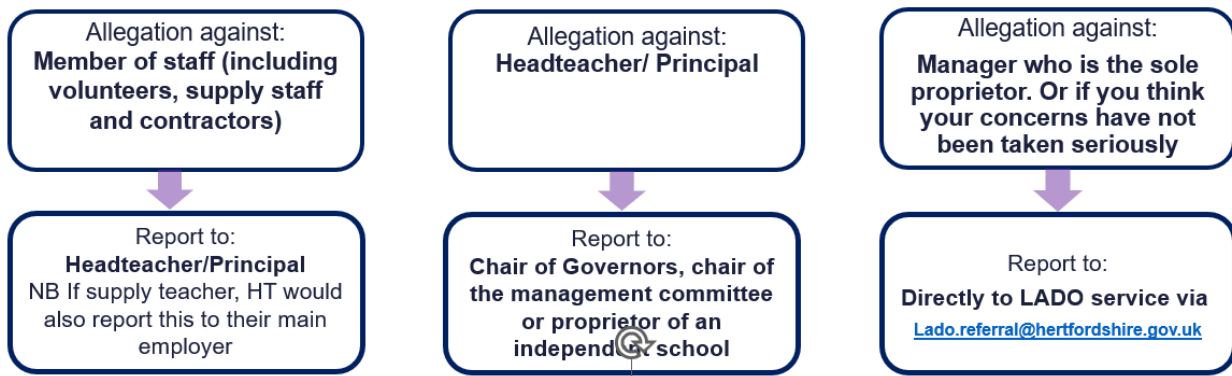 Allegation against:
Member of staff (including
volunteers, supply staff
and contractors)
Report to:
Headteacher/Principal
NB If supply teacher, HT would
also report this to their main
employer
Allegation against:
Headteacher/ Principal
Report to:
Chair of Governors, chair of
the management committee
or proprietor of an
independent school
Allegation against:
Manager who is the sole
proprietor. Or if you think
your concerns have not
been taken seriously
Report to:
Directly to LADO service via
Lado.referral@hertfordshire.gov.uk